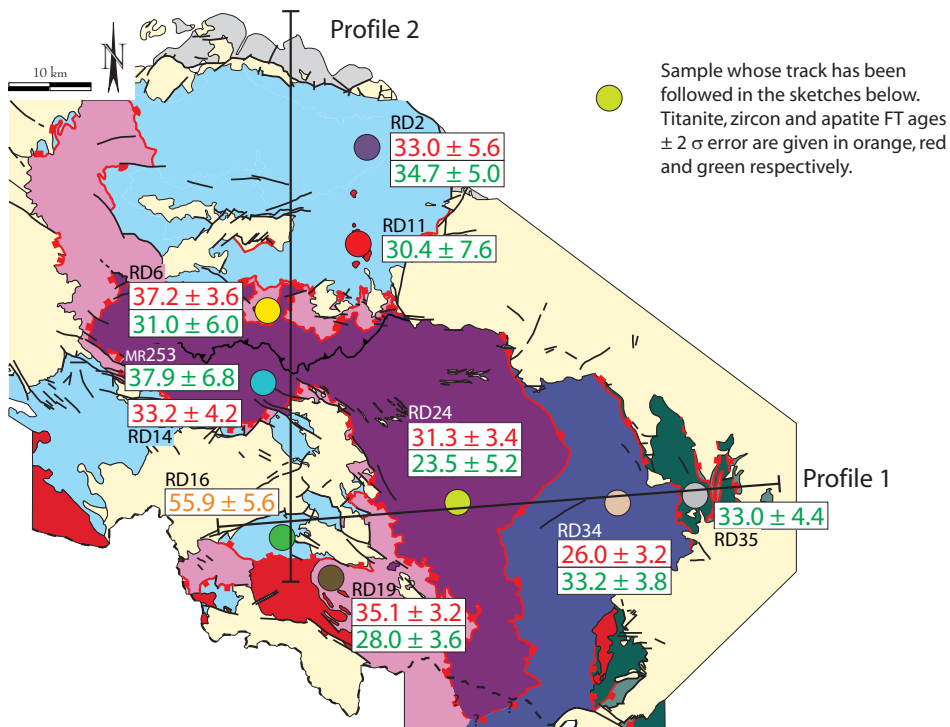 Profile 2
N
10 km
Sample whose track has been
followed in the sketches below.
Titanite, zircon and apatite FT ages
± 2 σ error are given in orange, red
and green respectively.
RD2
33.0 ± 5.6
34.7 ± 5.0
RD11
30.4 ± 7.6
RD6
37.2 ± 3.6
31.0 ± 6.0
MR253
37.9 ± 6.8
33.2 ± 4.2
RD14
RD24
31.3 ± 3.4
23.5 ± 5.2
RD16
55.9 ± 5.6
Profile 1
33.0 ± 4.4
RD35
RD34
26.0 ± 3.2
33.2 ± 3.8
RD19
35.1 ± 3.2
28.0 ± 3.6
? ? ?